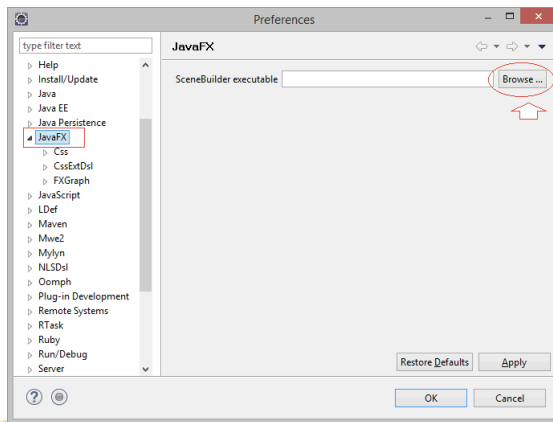 Preferences
type filter text
Help
Install/Update
Java
Java EE
Java Persistence
JavaFX
Css
CssExtDsl
FXGraph
JavaScript
LDef
Maven
Mwe2
Mylyn
NLSDsl
Oomph
Plug-in Development
Remote Systems
RTask
Ruby
Run/Debug
Server
JavaFX
SceneBuilder executable
Browse ...
Restore Defaults
Apply
OK
Cancel